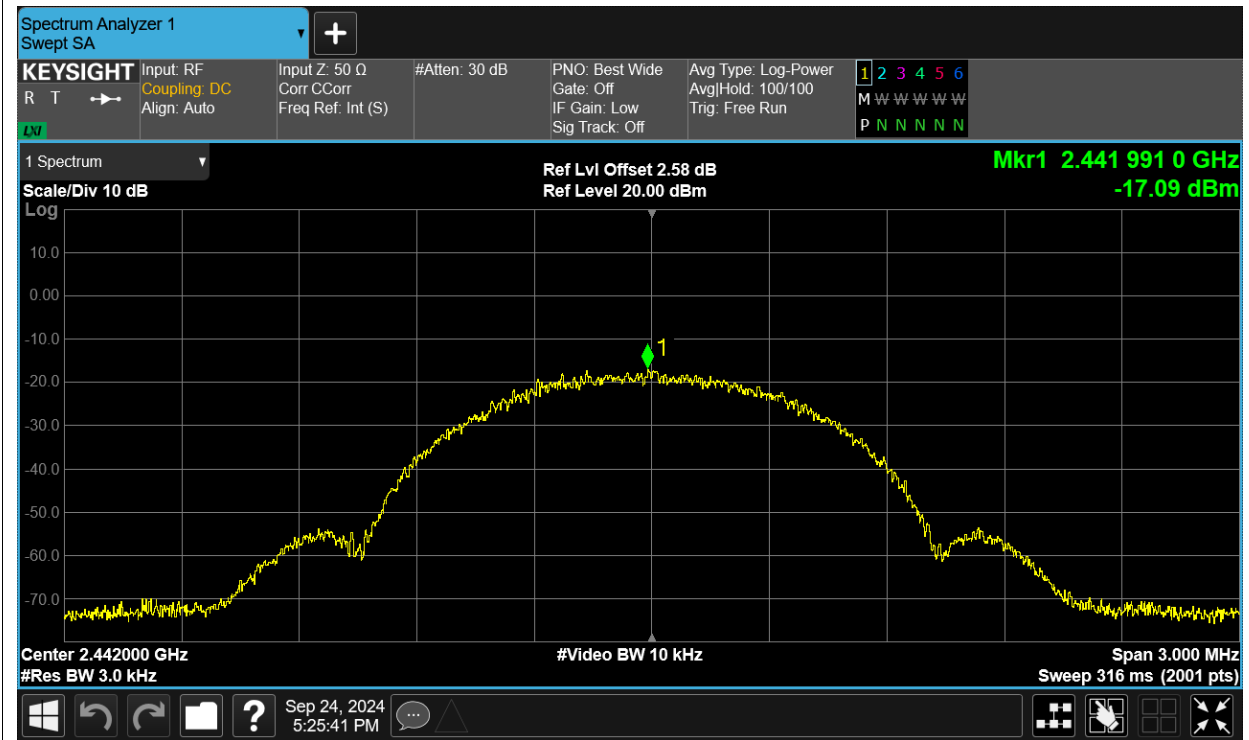 Spectrum Analyzer 1
Swept SA
KEYSIGHT
R T
LXI
Input: RF
Coupling: DC
Align: Auto
Input Z: 50 Ω
Corr CCorr
Freq Ref: Int (S)
#Atten: 30 dB
PNO: Best Wide
Gate: Off
IF Gain: Low
Sig Track: Off
Avg Type: Log-Power
Avg|Hold: 100/100
Trig: Free Run
1 2 3 4 5 6
M W W W W W
P N N N N N
1 Spectrum
Scale/Div 10 dB
Log
Ref Lvl Offset 2.58 dB
Ref Level 20.00 dBm
Mkr1 2.441 991 0 GHz
-17.09 dBm
10.0
0.00
-10.0
1
-20.0
-30.0
-40.0
-50.0
-60.0
-70.0
Center 2.442000 GHz
#Res BW 3.0 kHz
#Video BW 10 kHz
Span 3.000 MHz
Sweep 316 ms (2001 pts)
?
Sep 24, 2024
5:25:41 PM